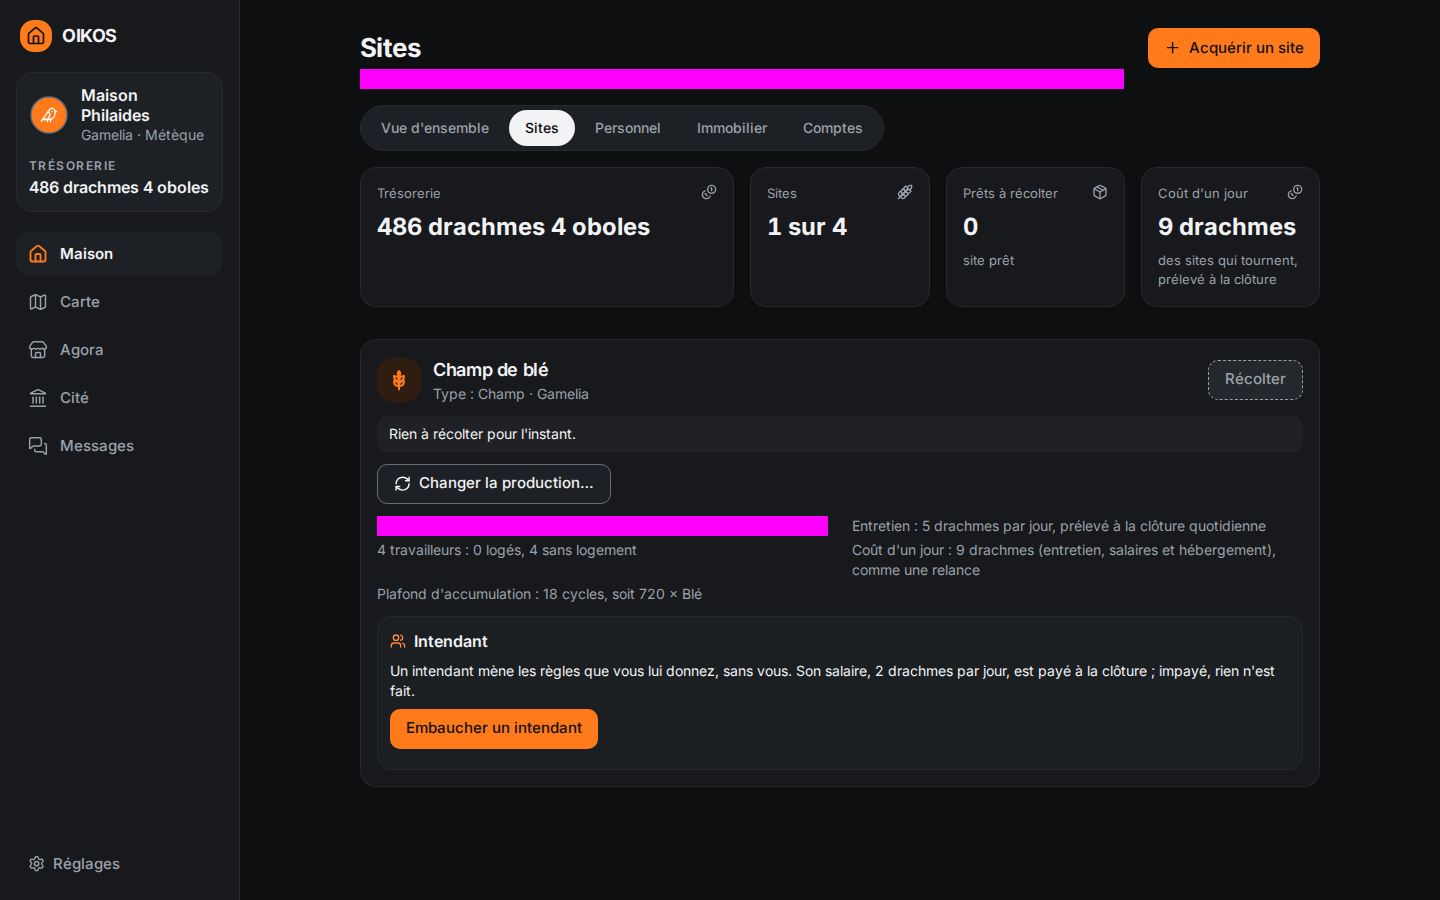 OIKOS
Maison
Philaides
Gamelia · Métèque
TRÉSORERIE
486 drachmes 4 oboles
Maison
Carte
Agora
Cité
Messages
Réglages
Sites
Acquérir un site
Vue d'ensemble
Sites
Personnel
Immobilier
Comptes
Trésorerie
486 drachmes 4 oboles
Sites
1 sur 4
Prêts à récolter
0
site prêt
Coût d'un jour
9 drachmes
des sites qui tournent,
prélevé à la clôture
Champ de blé
Type : Champ · Gamelia
Récolter
Rien à récolter pour l'instant.
Changer la production...
Entretien : 5 drachmes par jour, prélevé à la clôture quotidienne
4 travailleurs : 0 logés, 4 sans logement
Coût d'un jour : 9 drachmes (entretien, salaires et hébergement),
comme une relance
Plafond d'accumulation : 18 cycles, soit 720 × Blé
Intendant
Un intendant mène les règles que vous lui donnez, sans vous. Son salaire, 2 drachmes par jour, est payé à la clôture ; impayé, rien n'est
fait.
Embaucher un intendant